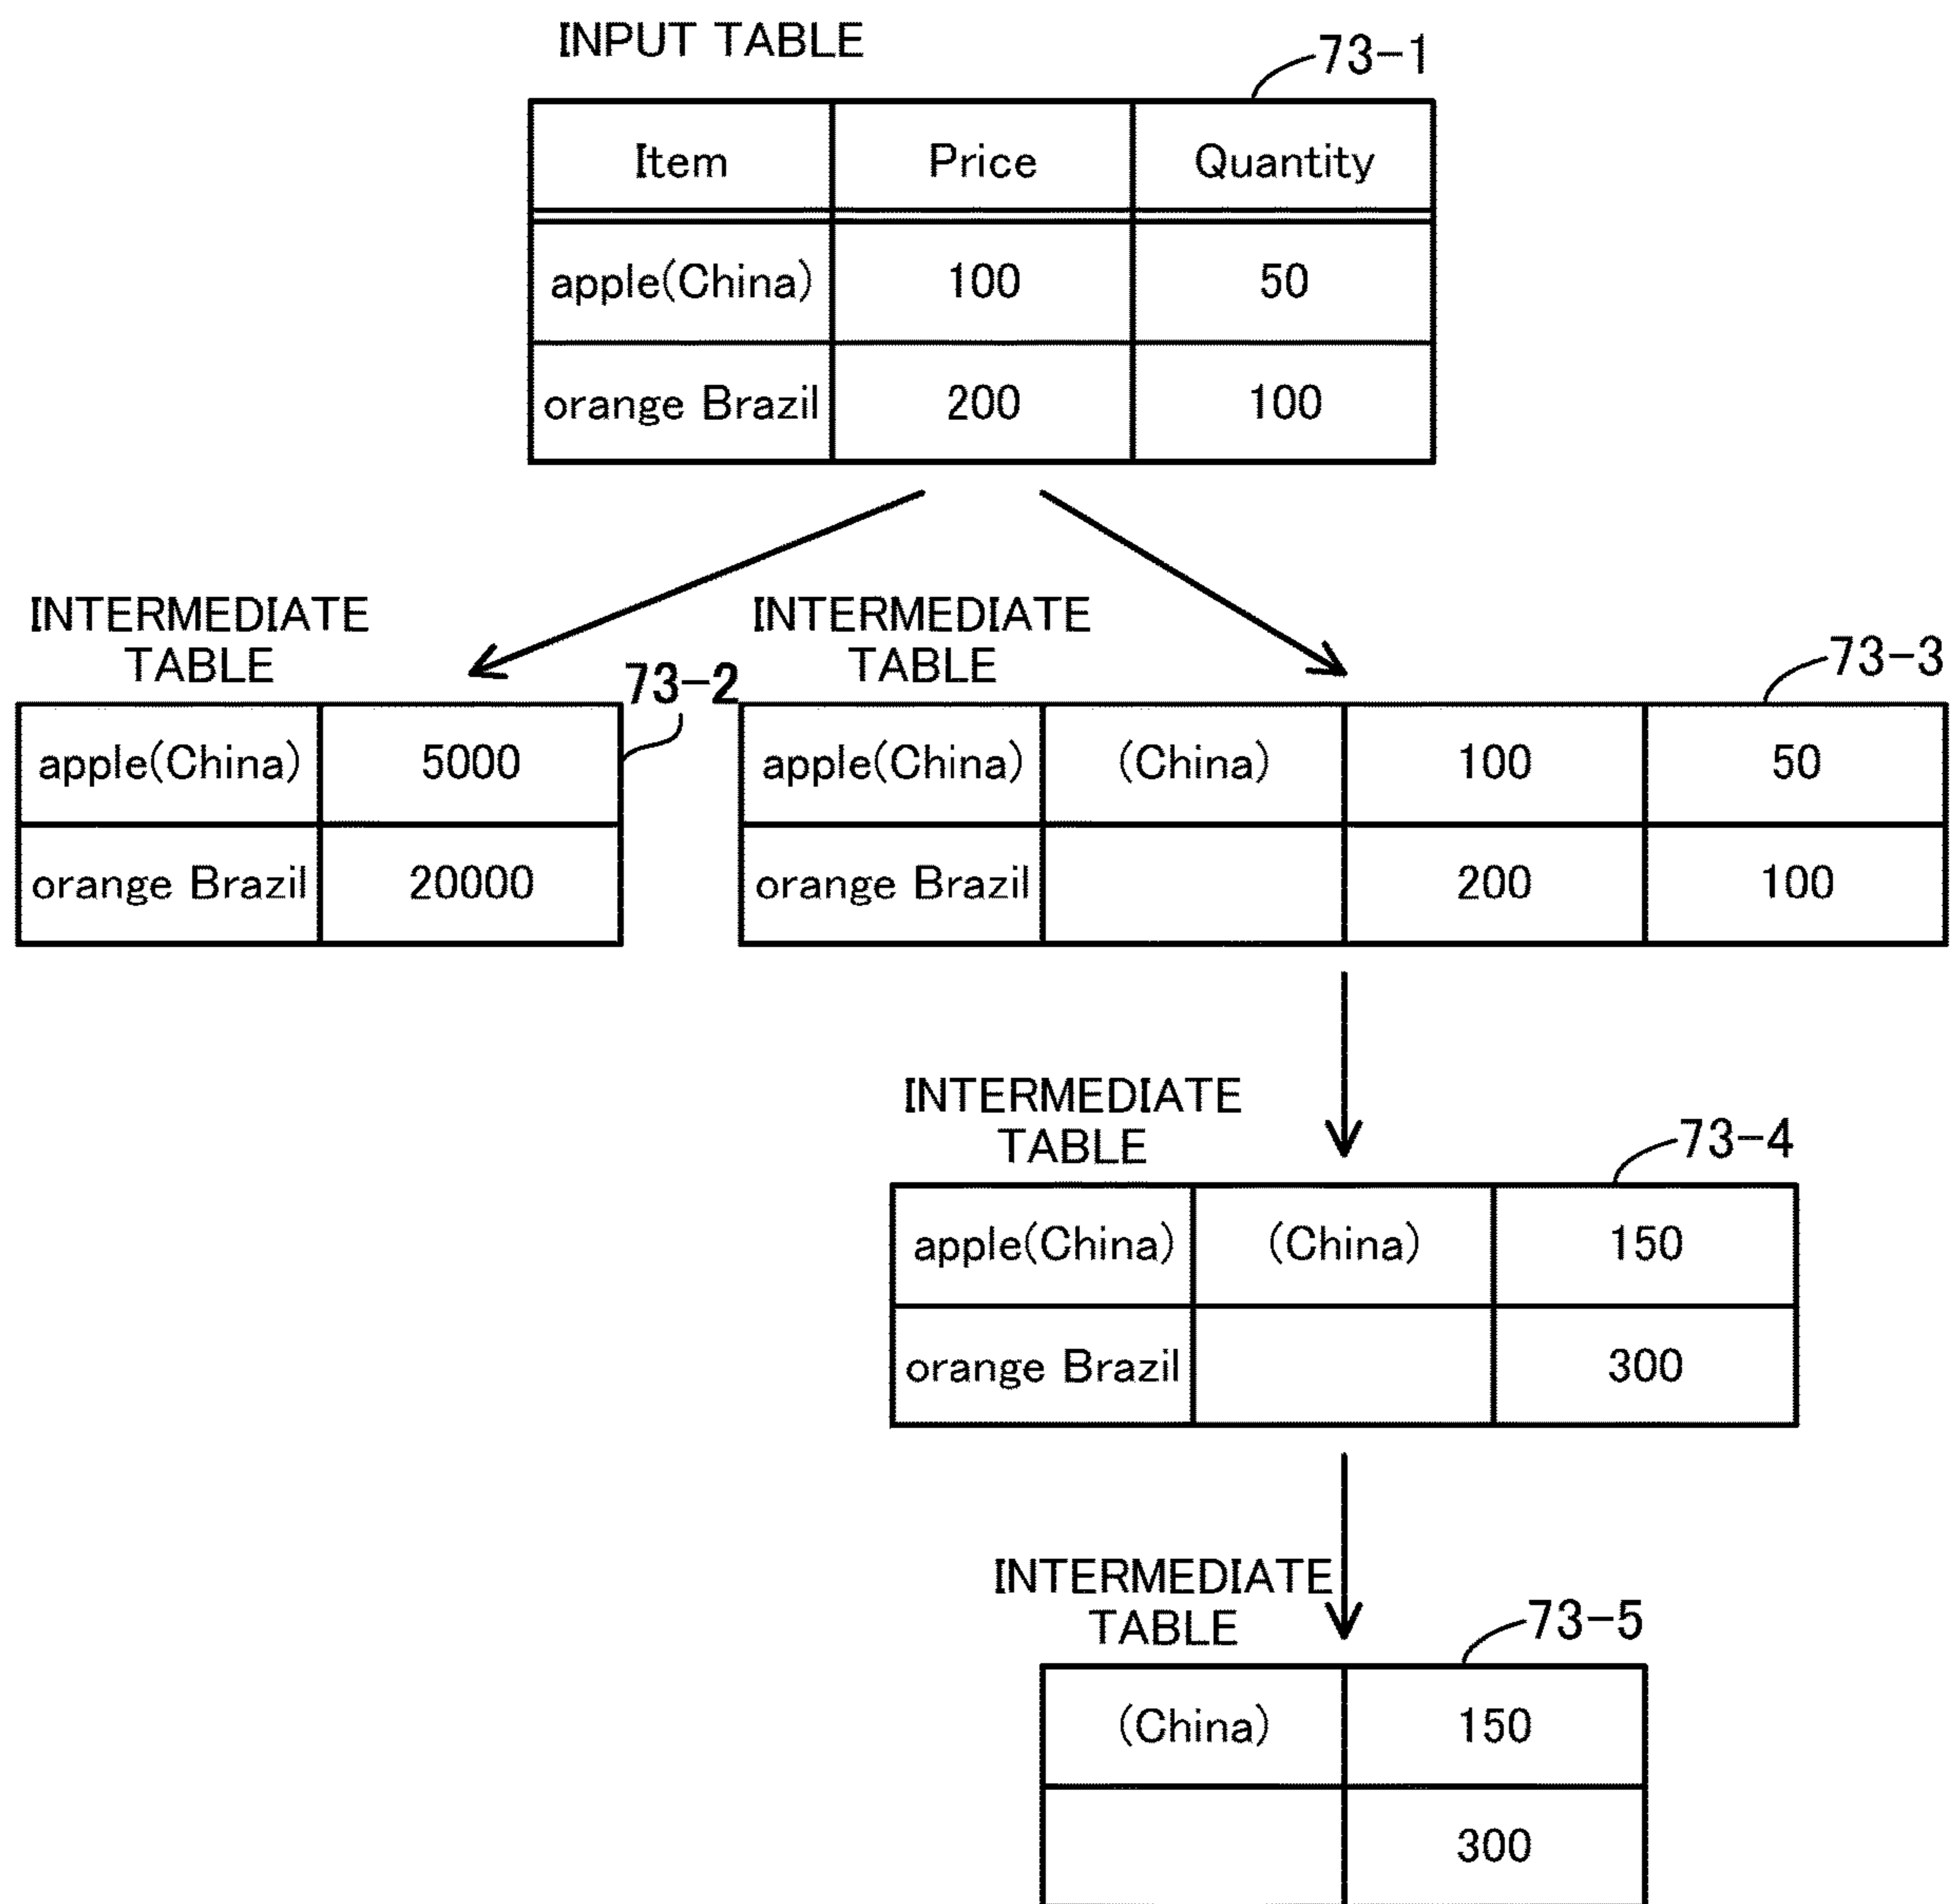 INPUT TABLE
73-1
Item Price Quantity
apple(China) 100 50
orange Brazil 200 100
INTERMEDIATE
TABLE
73-2
apple(China) 5000
orange Brazil 20000
INTERMEDIATE
TABLE
73-3
apple(China) (China) 100 50
orange Brazil 200 100
INTERMEDIATE
TABLE
73-4
apple(China) (China) 150
orange Brazil 300
INTERMEDIATE
TABLE
73-5
(China) 150
300